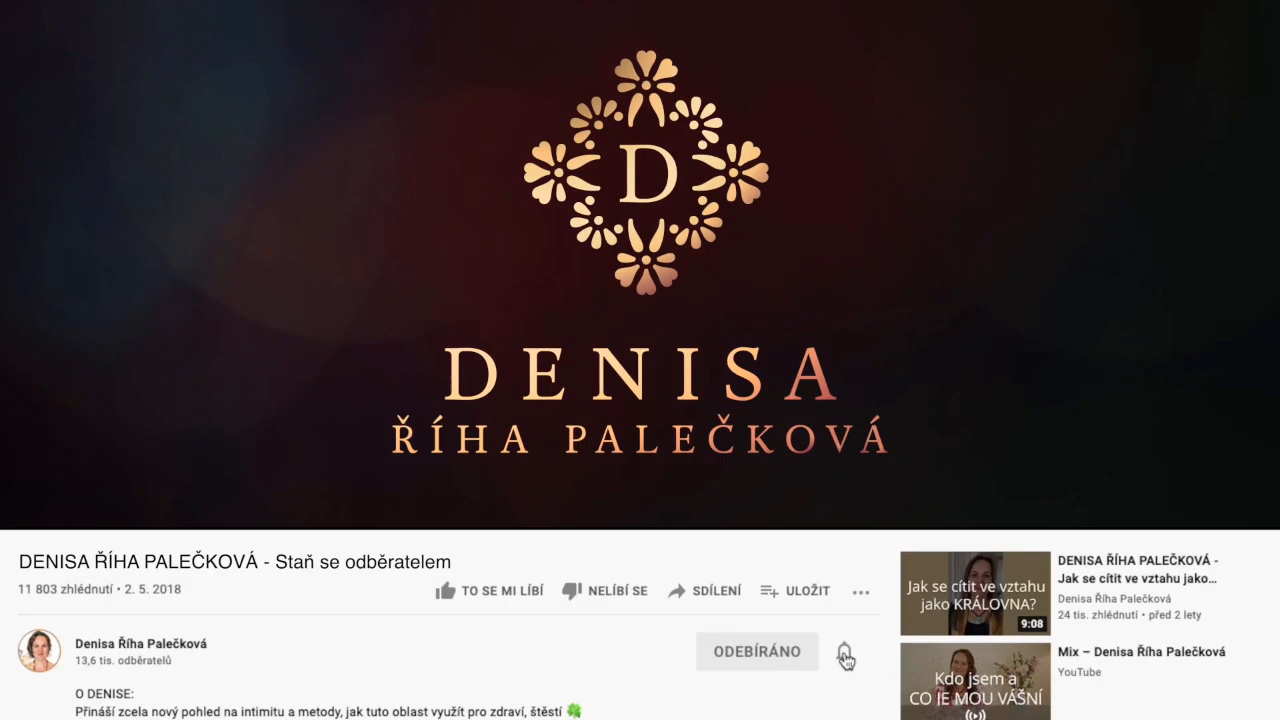 D
DENISA
ŘÍHA PALEČKOVÁ
DENISA ŘÍHA PALEČKOVÁ - Staň se odběratelem
11 803 zhlédnutí • 2. 5. 2018
TO SE MI LÍBÍ
NELÍBÍ SE
SDÍLENÍ
ULOŽIT
Denisa Říha Palečková
13,6 tis. odběratelů
ODEBÍRÁNO
O DENISE:
Přináší zcela nový pohled na intimitu a metody, jak tuto oblast využít pro zdraví, štěstí 🍀
Jak se cítit ve vztahu
jako KRÁLOVNA?
9:08
DENISA ŘÍHA PALEČKOVÁ -
Jak se cítit ve vztahu jako...
Denisa Říha Palečková
24 tis. zhlédnutí • před 2 lety
Kdo jsem a
CO JE MOU VÁŠNÍ
Mix – Denisa Říha Palečková
YouTube